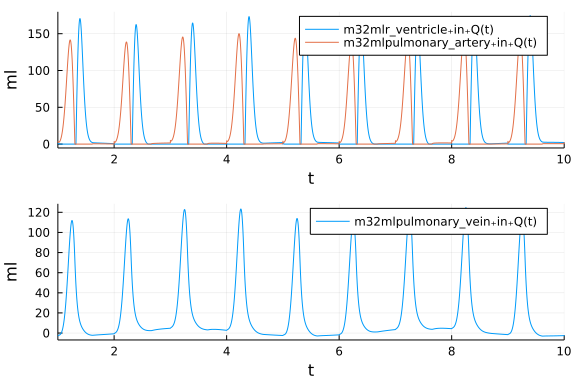 150
100
50
0
ml
m32mlr_ventricle₊in₊Q(t)
m32mlpulmonary_artery₊in₊Q(t)
2 4 6 8 10
t
120
100
80
60
40
20
0
ml
m32mlpulmonary_vein₊in₊Q(t)
2 4 6 8 10
t